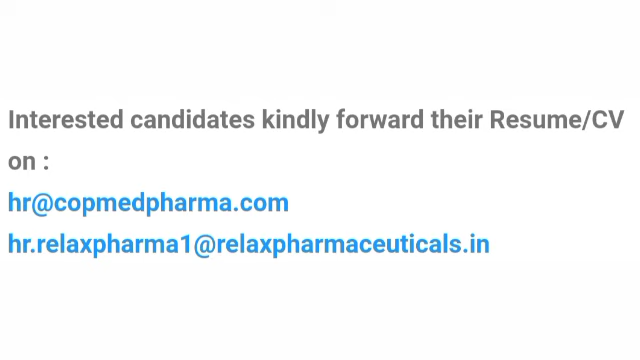 Interested candidates kindly forward their Resume/CV
on :
hr@copmedpharma.com
hr.relaxpharma1@relaxpharmaceuticals.in